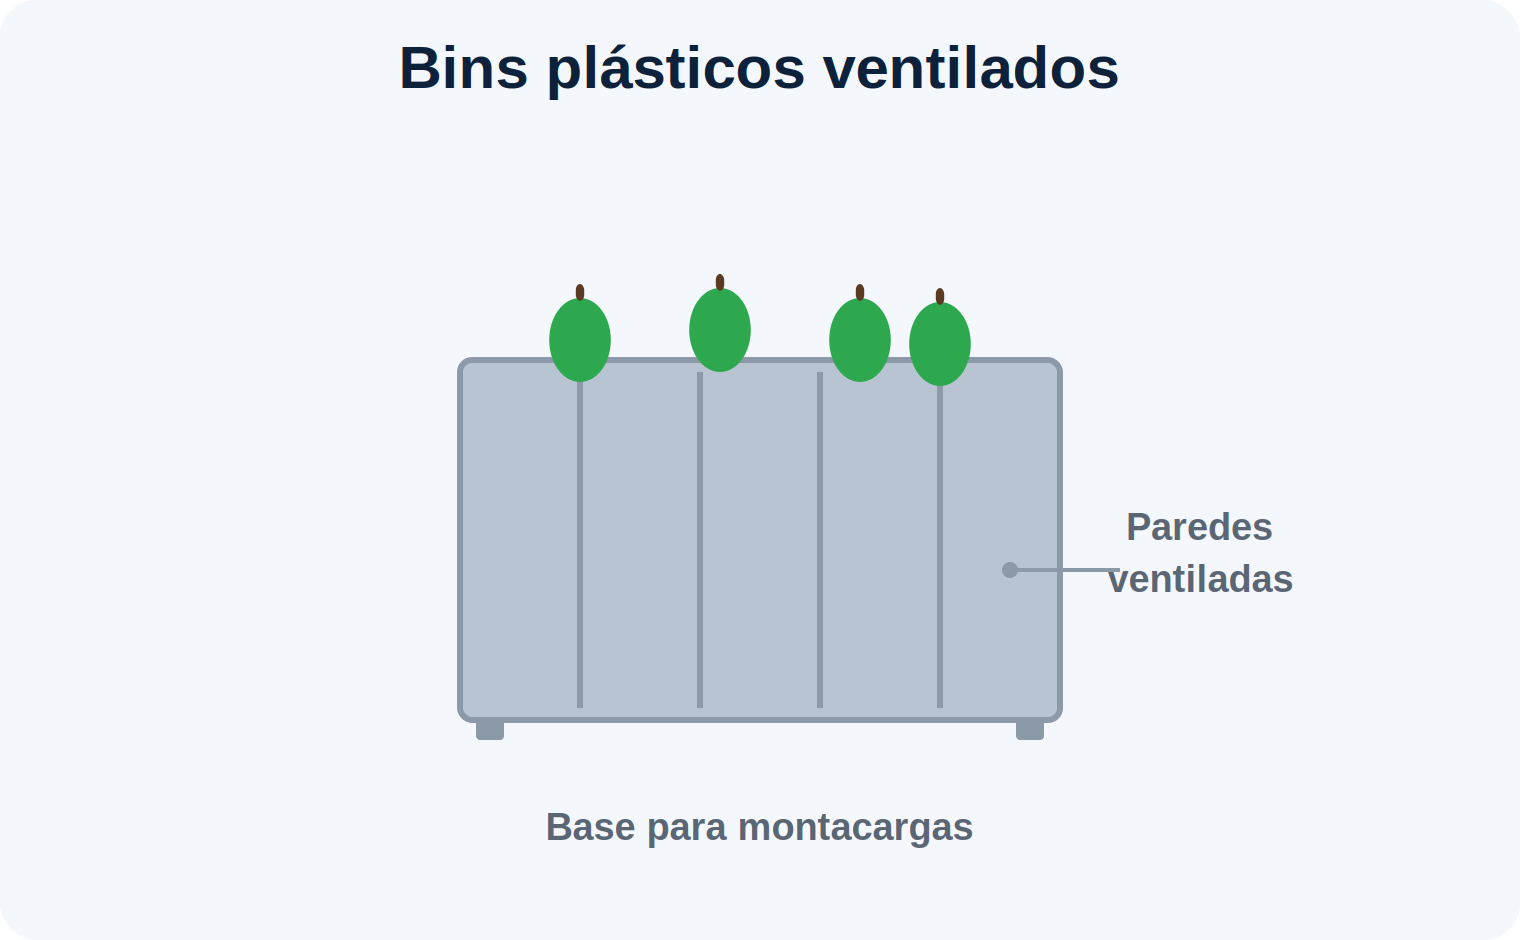 Bins plásticos ventilados
Paredes
ventiladas
Base para montacargas